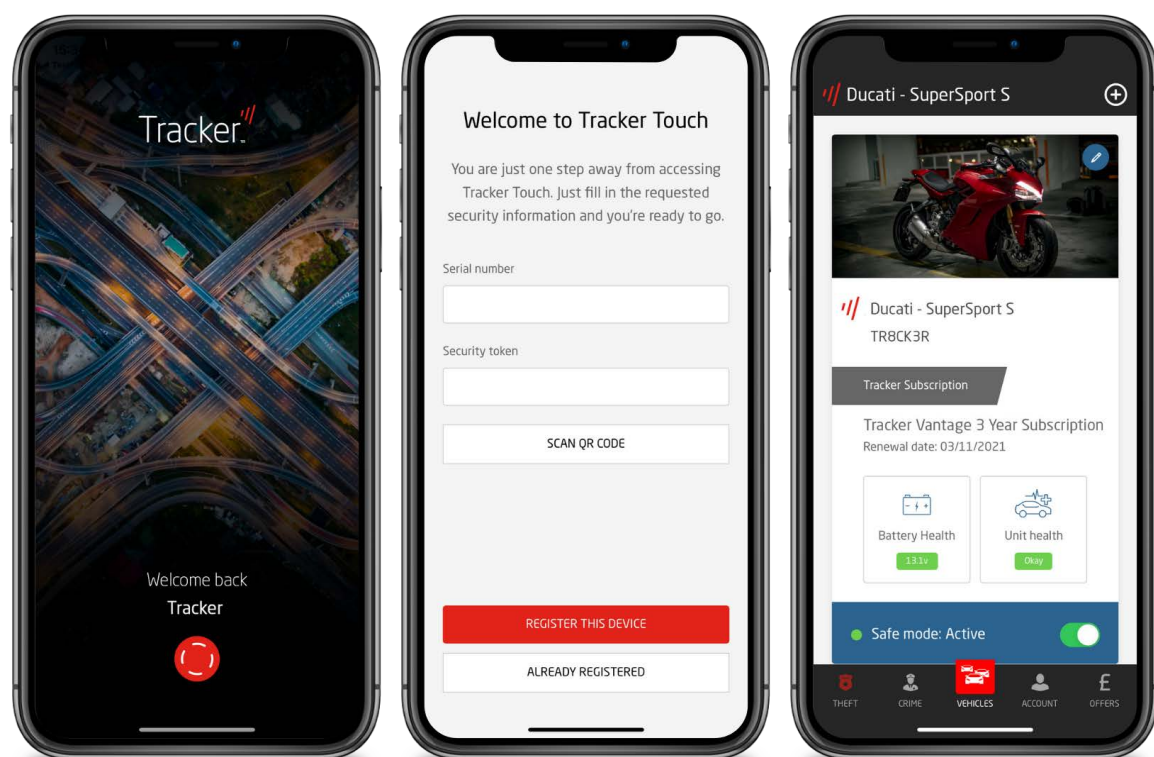 Tracker
Welcome back
Tracker
Welcome to Tracker Touch
You are just one step away from accessing
Tracker Touch. Just fill in the requested
security information and you're ready to go.
Serial number
Security token
SCAN QR CODE
REGISTER THIS DEVICE
ALREADY REGISTERED
Ducati - SuperSport S
Ducati - SuperSport S
TR8CK3R
Tracker Subscription
Tracker Vantage 3 Year Subscription
Renewal date: 03/11/2021
Battery Health
13.1v
Unit health
Okay
Safe mode: Active
THEFT
CRIME
VEHICLES
ACCOUNT
£
OFFERS